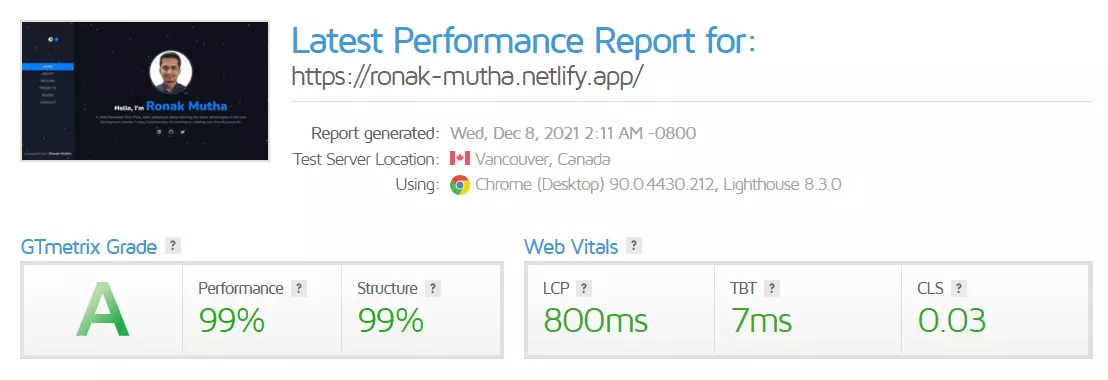 Latest Performance Report for:
https://ronak-mutha.netlify.app/
Hello, I'm Ronak Mutha
Report generated: Wed, Dec 8, 2021 2:11 AM -0800
Test Server Location: Vancouver, Canada
Using: Chrome (Desktop) 90.0.4430.212, Lighthouse 8.3.0
GTmetrix Grade ?
Web Vitals ?
A
Performance ?
99%
Structure ?
99%
LCP ?
800ms
TBT ?
7ms
CLS ?
0.03